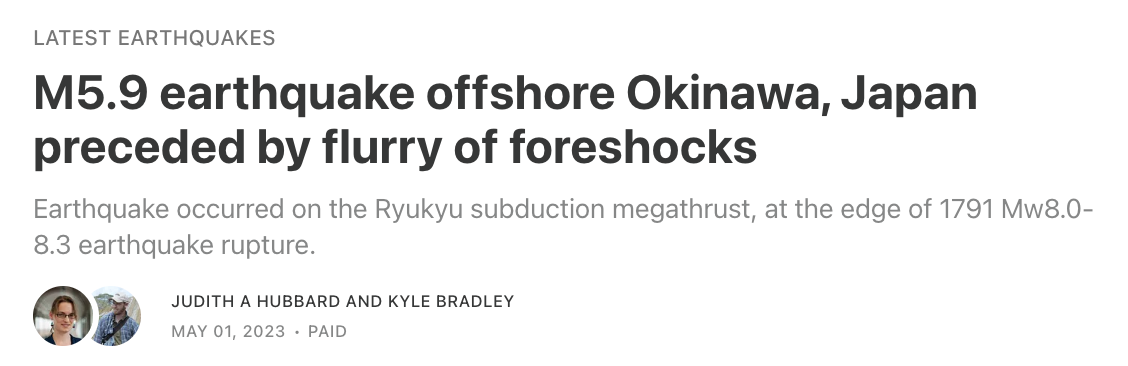 LATEST EARTHQUAKES
M5.9 earthquake offshore Okinawa, Japan
preceded by flurry of foreshocks
Earthquake occurred on the Ryukyu subduction megathrust, at the edge of 1791 Mw8.0-
8.3 earthquake rupture.
JUDITH A HUBBARD AND KYLE BRADLEY
MAY 01, 2023 • PAID